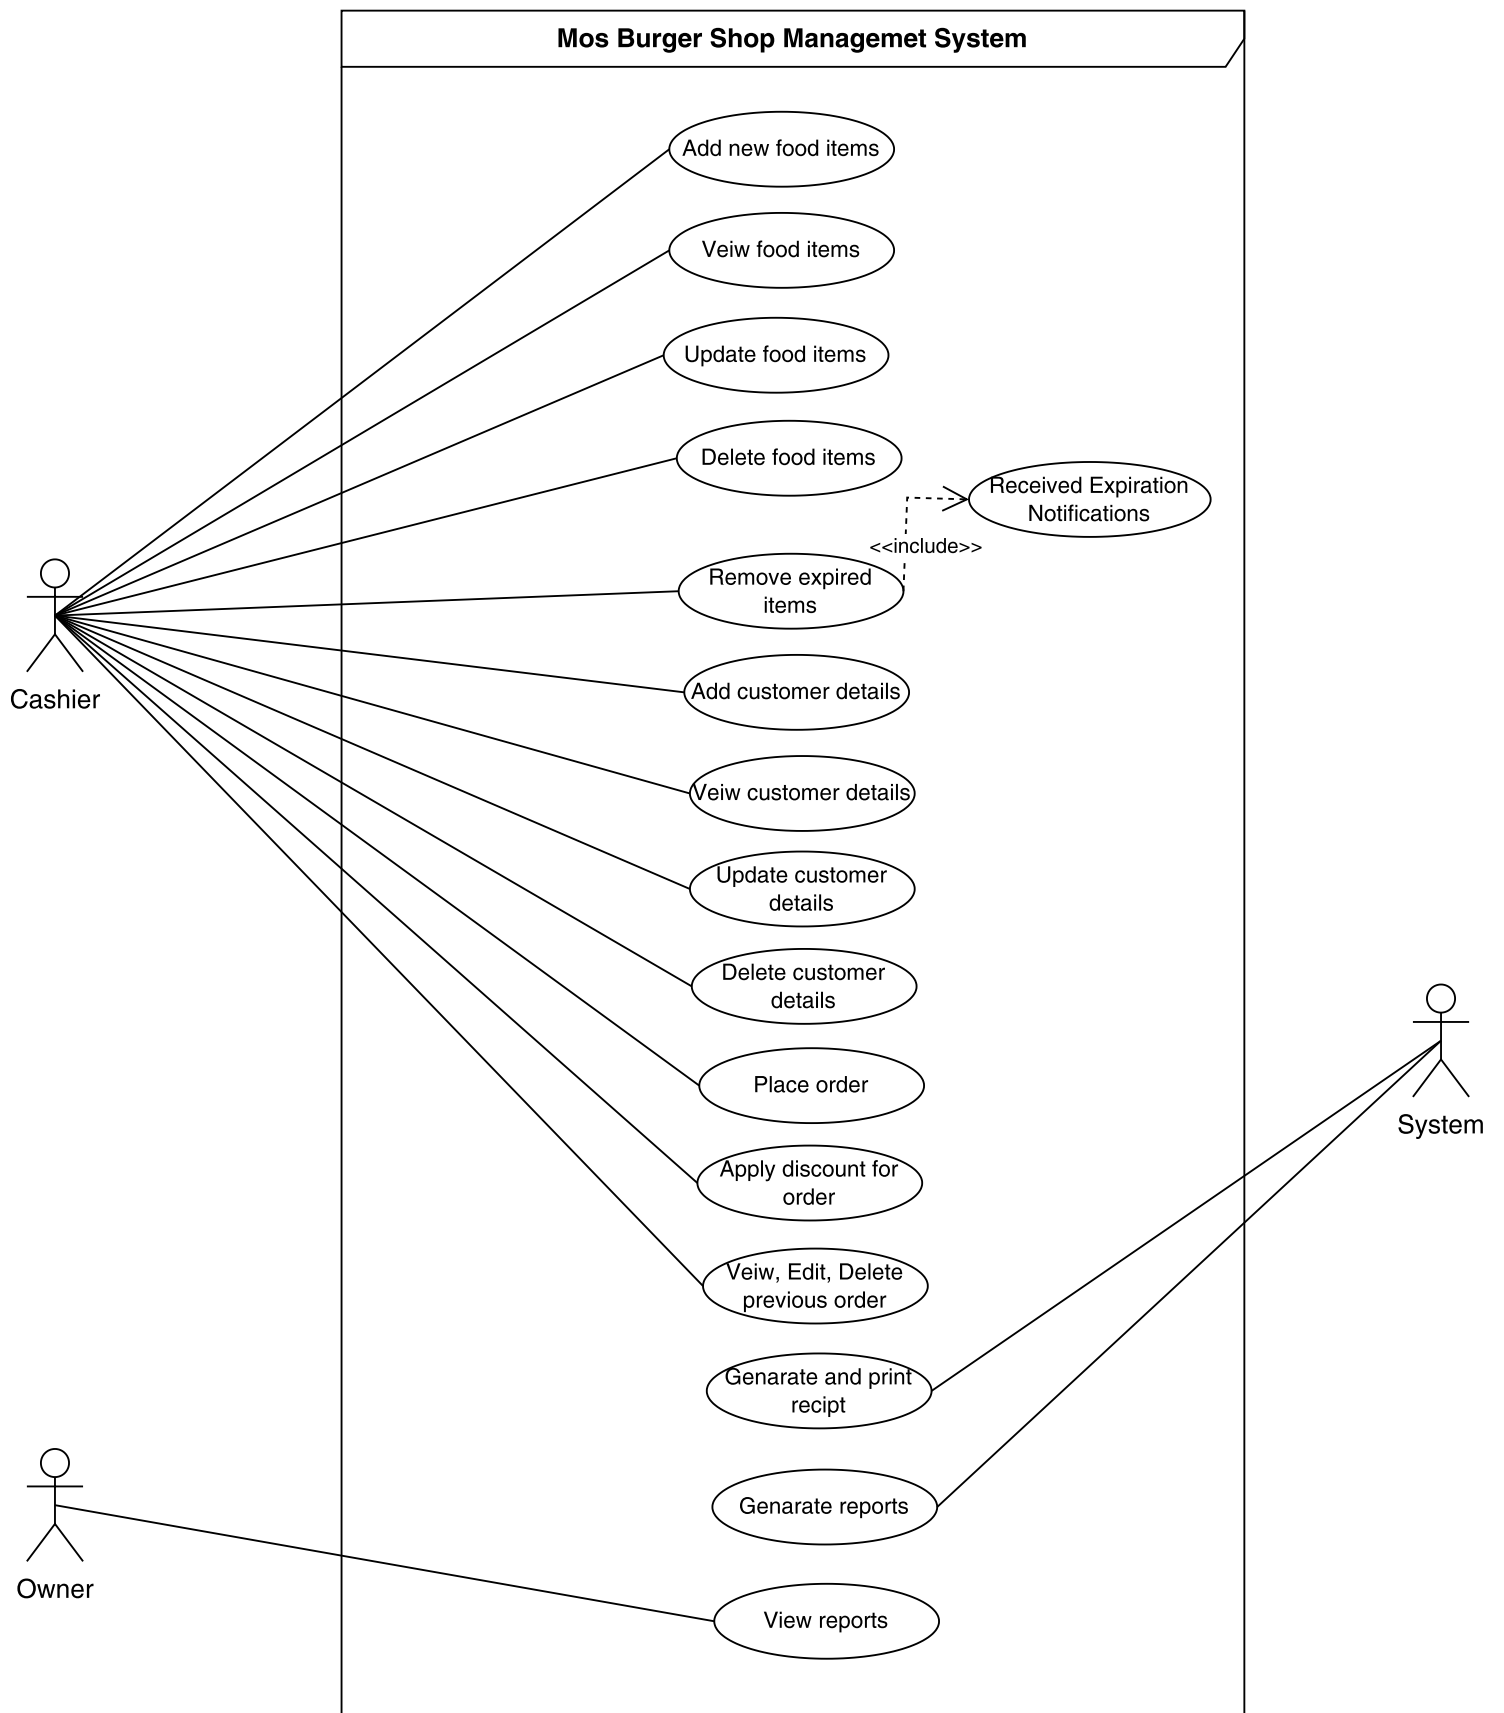 Mos Burger Shop Managemet System
Add new food items
Veiw food items
Update food items
Delete food items
Received Expiration
Notifications
<<include>>
Remove expired
items
Cashier
Add customer details
Veiw customer details
Update customer
details
Delete customer
details
Place order
System
Apply discount for
order
Veiw, Edit, Delete
previous order
Genarate and print
recipt
Genarate reports
Owner
View reports